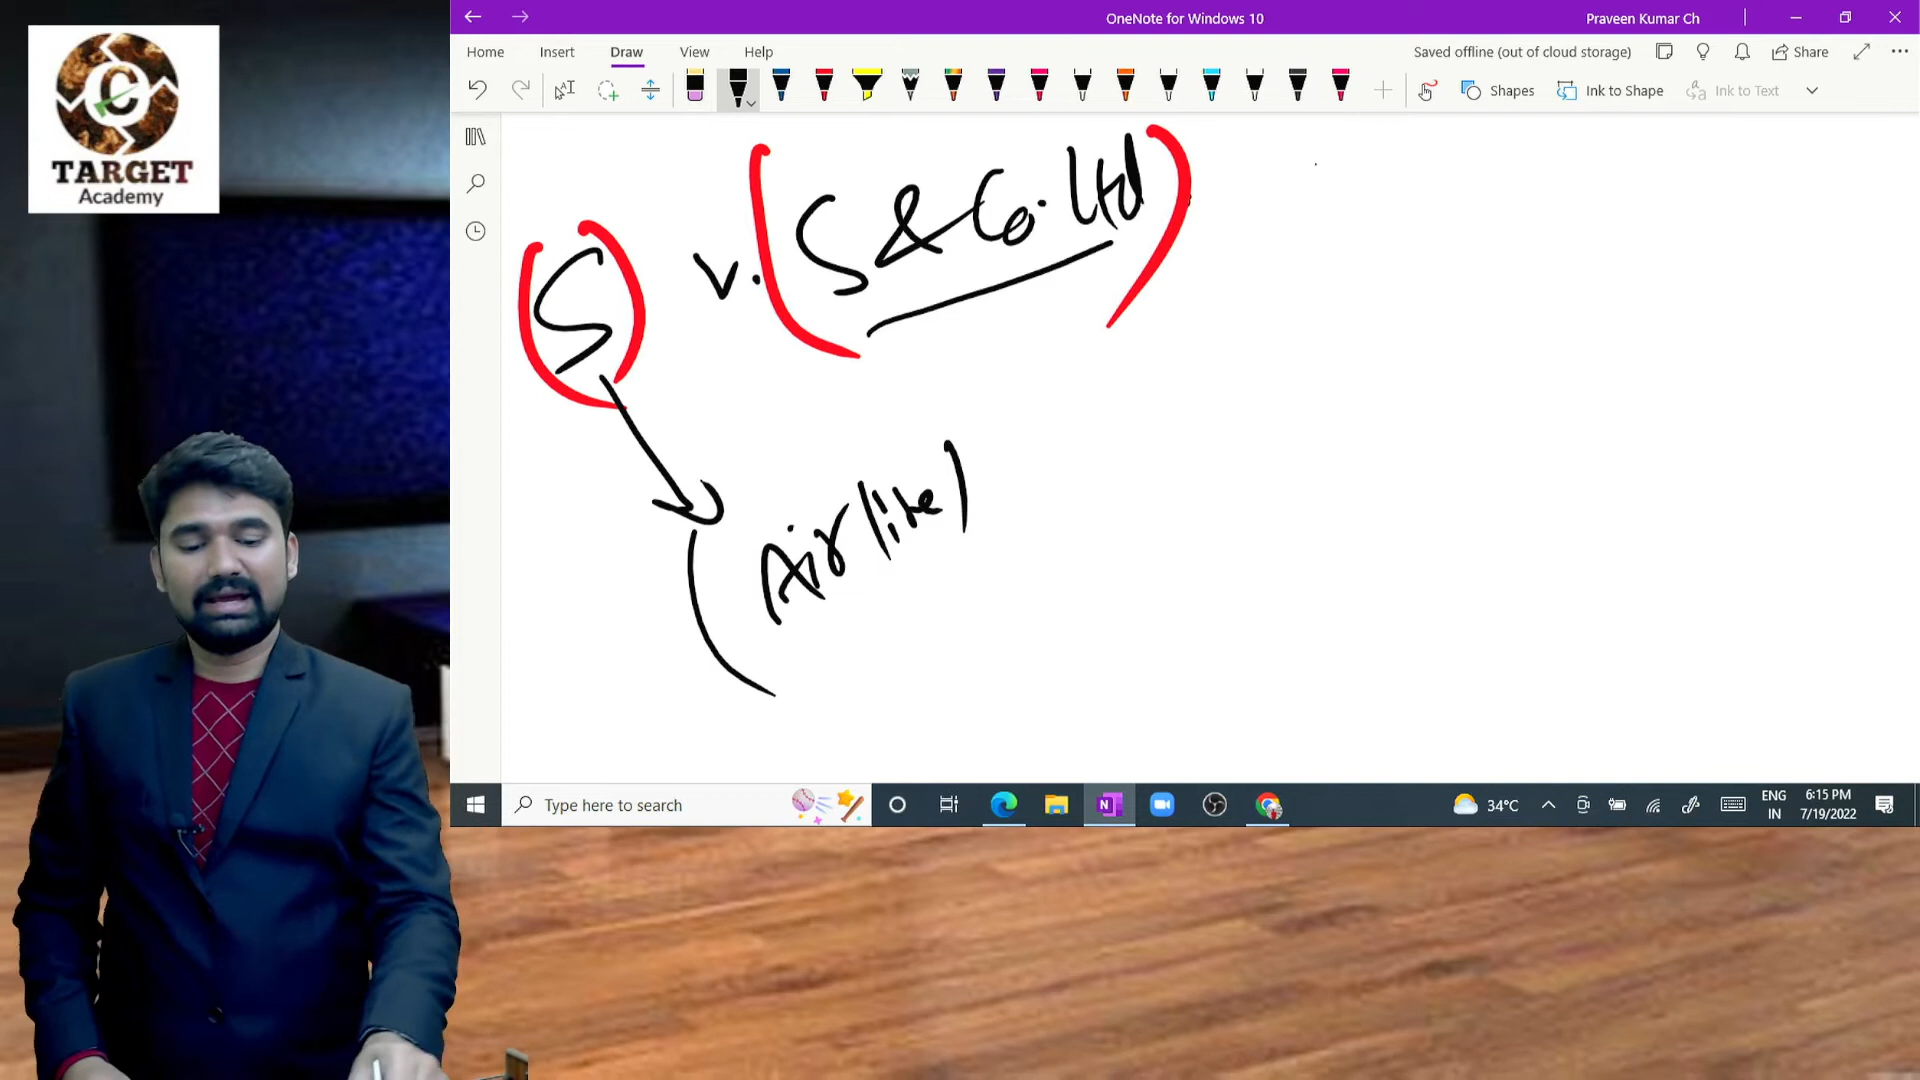 TARGET
Academy
OneNote for Windows 10
Praveen Kumar Ch
Home Insert Draw View Help
Saved offline (out of cloud storage)
Share
Shapes
Ink to Shape
Ink to Text
S v. (S & Co. Ltd)
Type here to search
34°C
ENG
IN
6:15 PM
7/19/2022